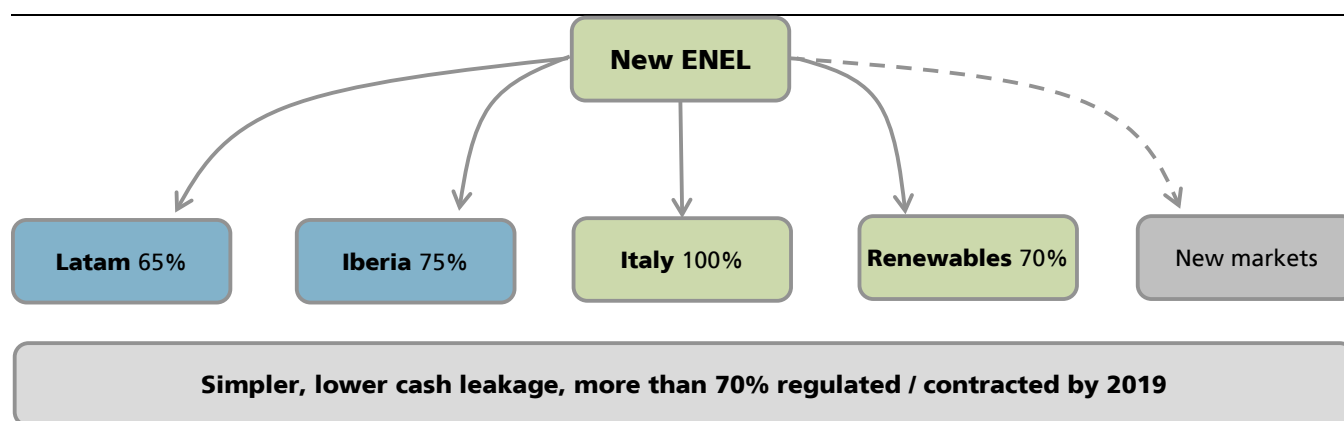 New ENEL
Latam 65%
Iberia 75%
Italy 100%
Renewables 70%
New markets
Simpler, lower cash leakage, more than 70% regulated / contracted by 2019